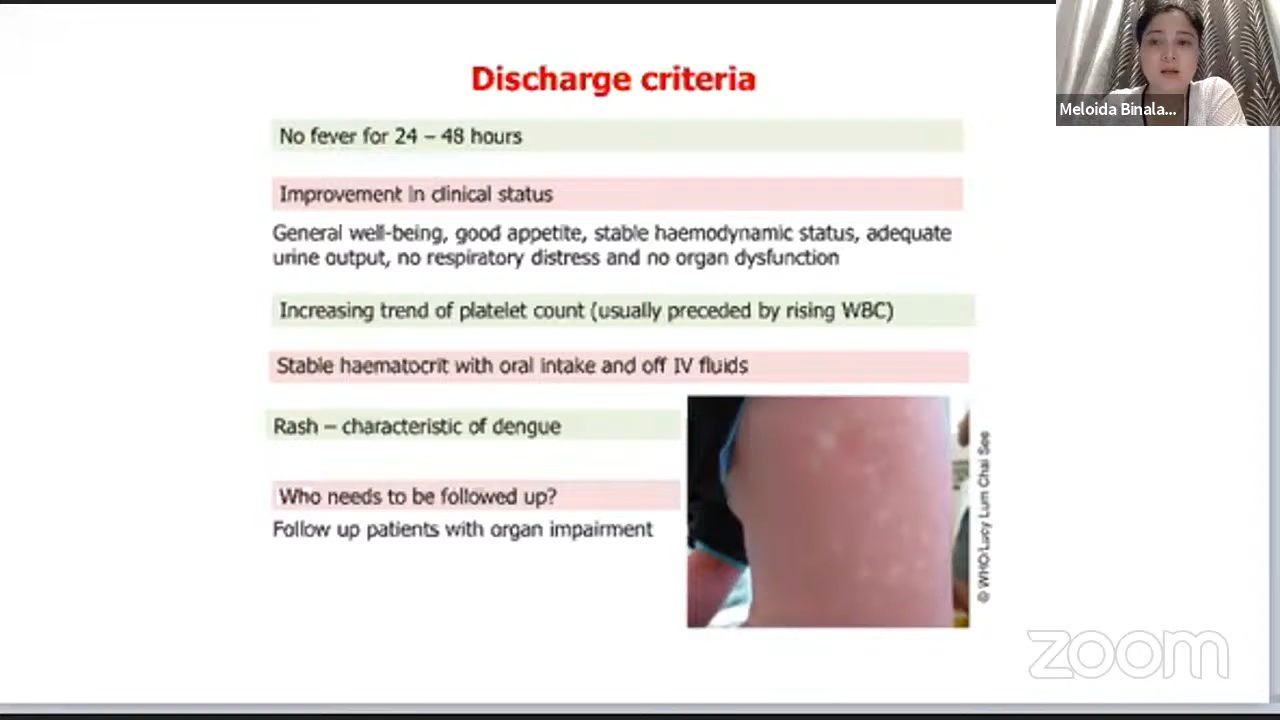 Discharge criteria
No fever for 24 – 48 hours
Improvement in clinical status
General well-being, good appetite, stable haemodynamic status, adequate
urine output, no respiratory distress and no organ dysfunction
Increasing trend of platelet count (usually preceded by rising WBC)
Stable haematocrit with oral intake and off IV fluids
Rash – characteristic of dengue
Who needs to be followed up?
Follow up patients with organ impairment
© WHO/Lucy Lum Chai See
Meloida Binala...
zoom